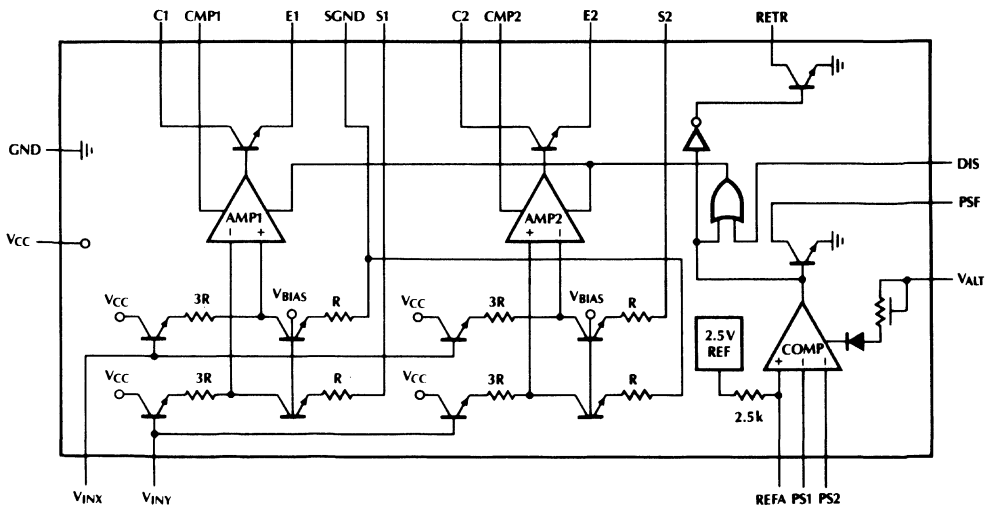 C1 CMP1 E1 SGND S1 C2 CMP2 E2 S2 RETR
GND
DIS
PSF
AMP1
- +
AMP2
+ -
VCC
VALT
VCC 3R VBIAS R VCC 3R VBIAS R
2.5V
REF
COMP
+ - -
VCC 3R R VCC 3R R
2.5k
VINX VINY REFA PS1 PS2